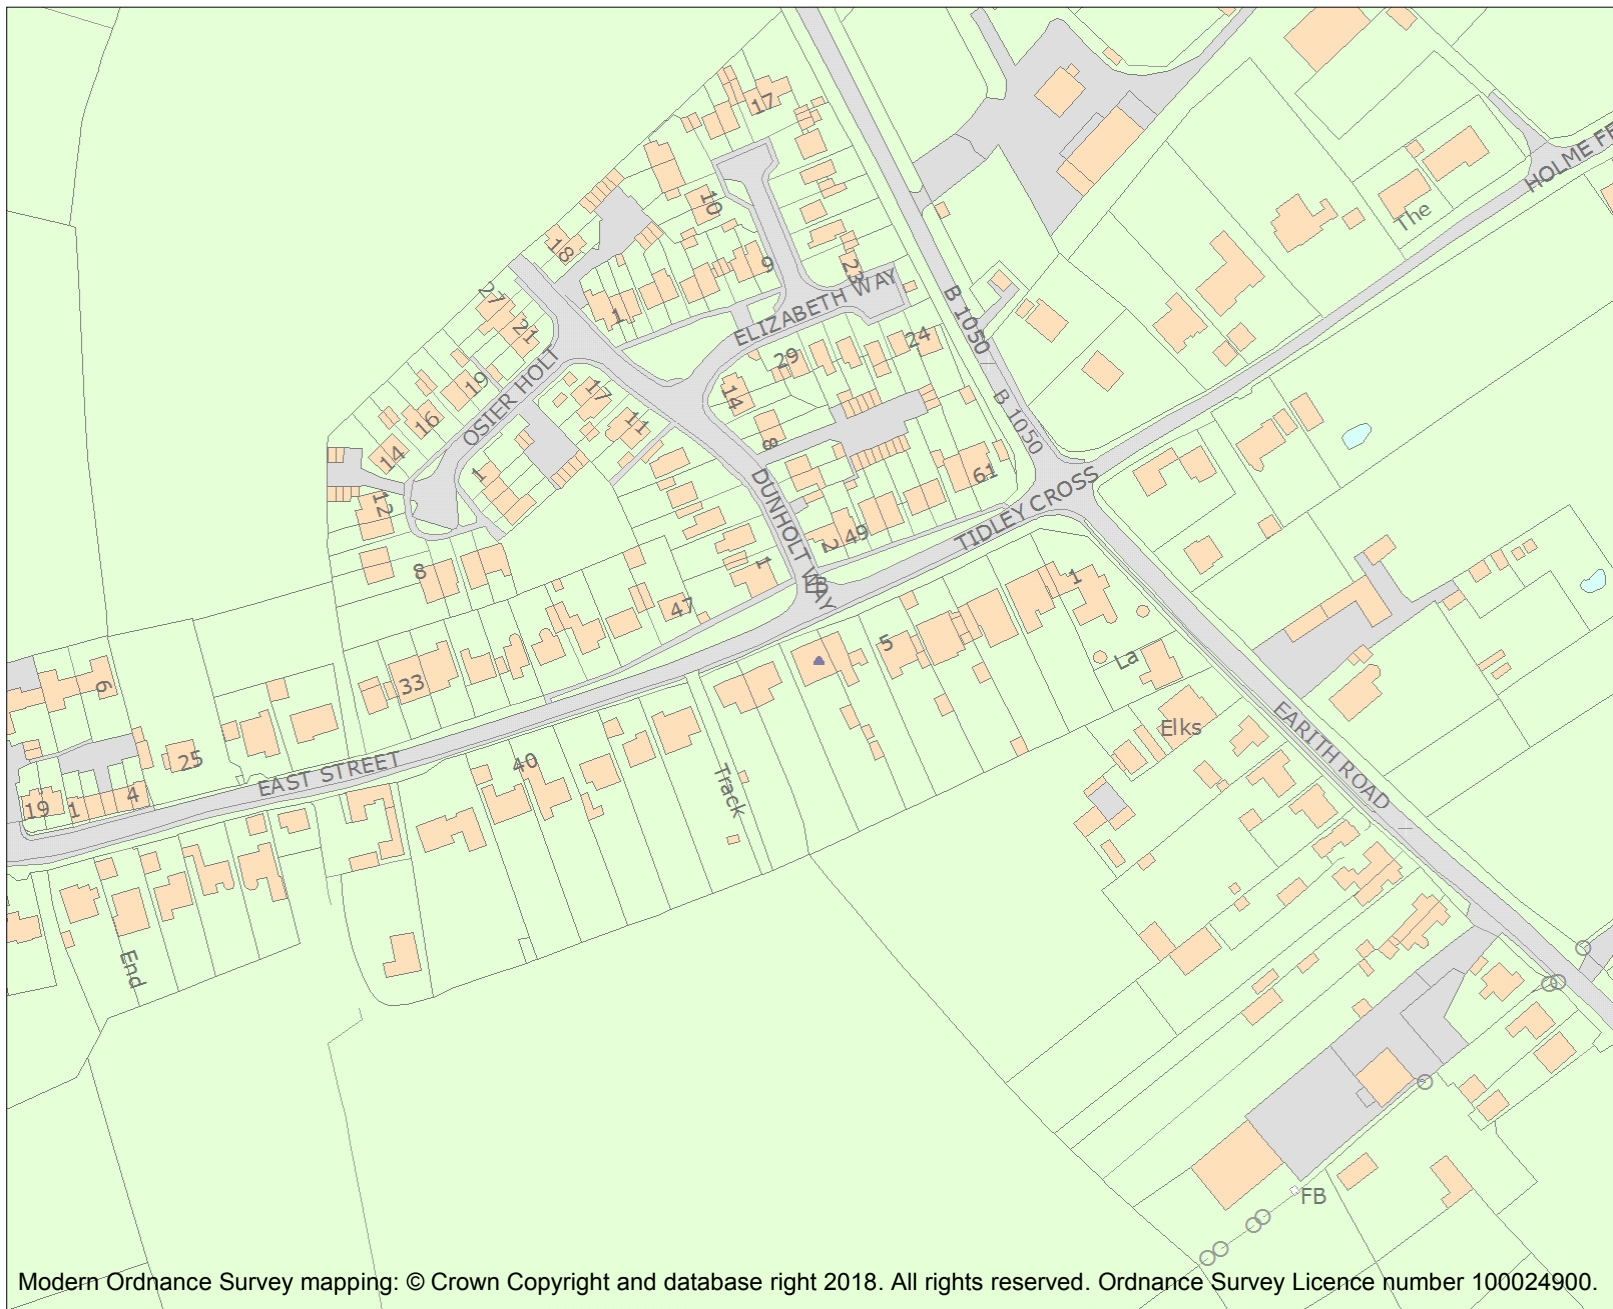 17
10
18
HOLME FE
The
9
23
27
1
ELIZABETH WAY
B 1050
21
24
29
OSIER HOLT
19
17
14
B 1050
16
11
8
14
1
61
DUNHOLT WAY
TIDLEY CROSS
12
49
2
1
LB
8
1
47
5
La
33
6
Elks
EARITH ROAD
25
40
EAST STREET
Track
19
1
4
End
FB
Modern Ordnance Survey mapping: © Crown Copyright and database right 2018. All rights reserved. Ordnance Survey Licence number 100024900.